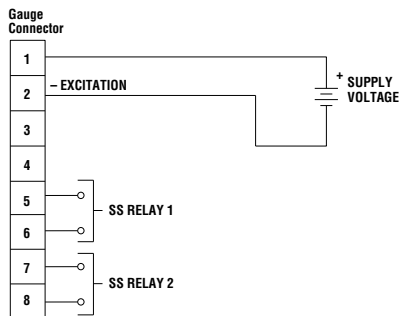 Gauge
Connector
1
2
– EXCITATION
+ SUPPLY
VOLTAGE
3
4
5
6
SS RELAY 1
7
8
SS RELAY 2